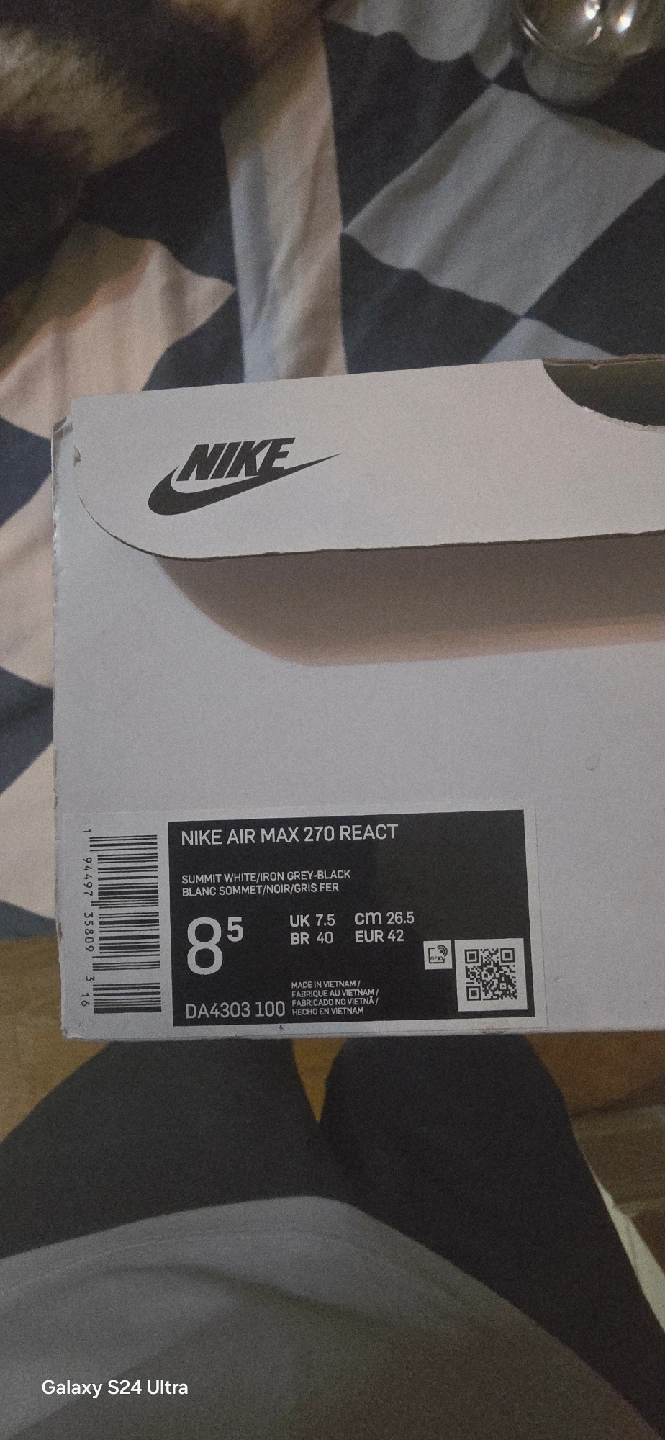 NIKE
NIKE AIR MAX 270 REACT
SUMMIT WHITE/IRON GREY-BLACK
BLANC SOMMET/NOIR/GRIS FER
8⁵
UK 7.5 cm 26.5
BR 40 EUR 42
DA4303 100
MADE IN VIETNAM /
FABRIQUE AU VIETNAM /
FABRICADO NO VIETNÃ /
HECHO EN VIETNAM
1 94497 35809 3 16
Galaxy S24 Ultra